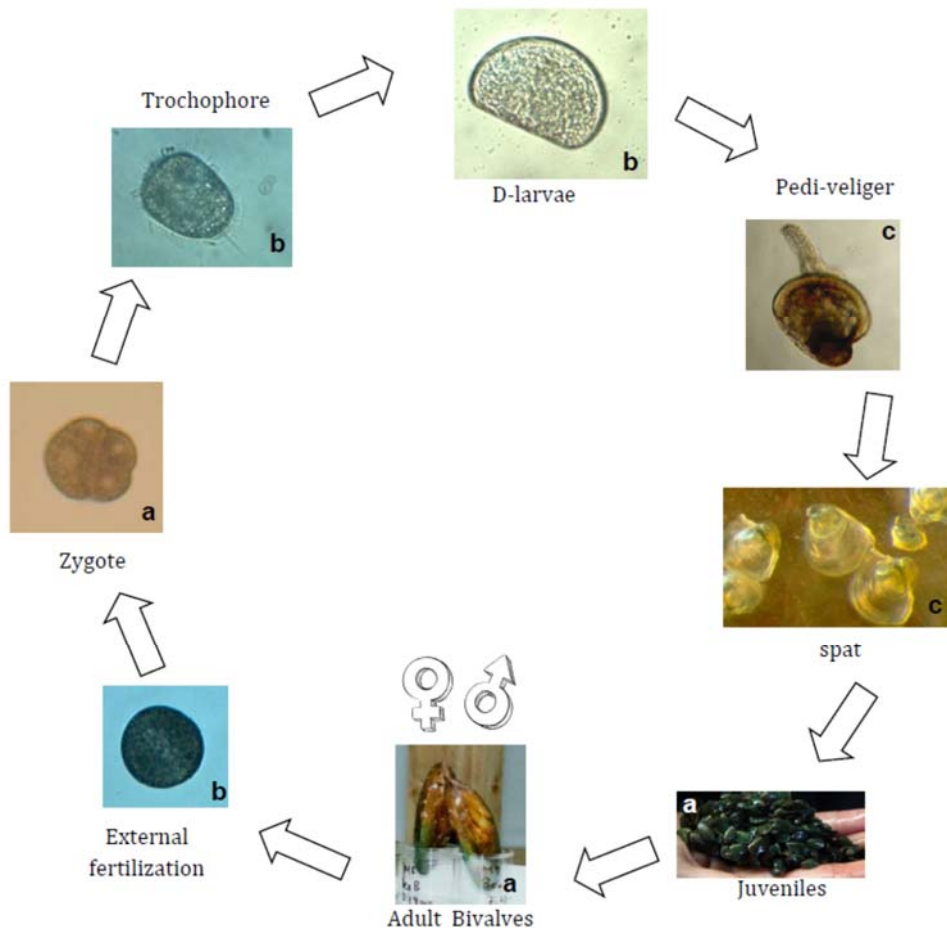 Trochophore
b
b
D-larvae
Pedi-veliger
c
a
Zygote
c
spat
b
External
fertilization
a
Adult Bivalves
a
Juveniles